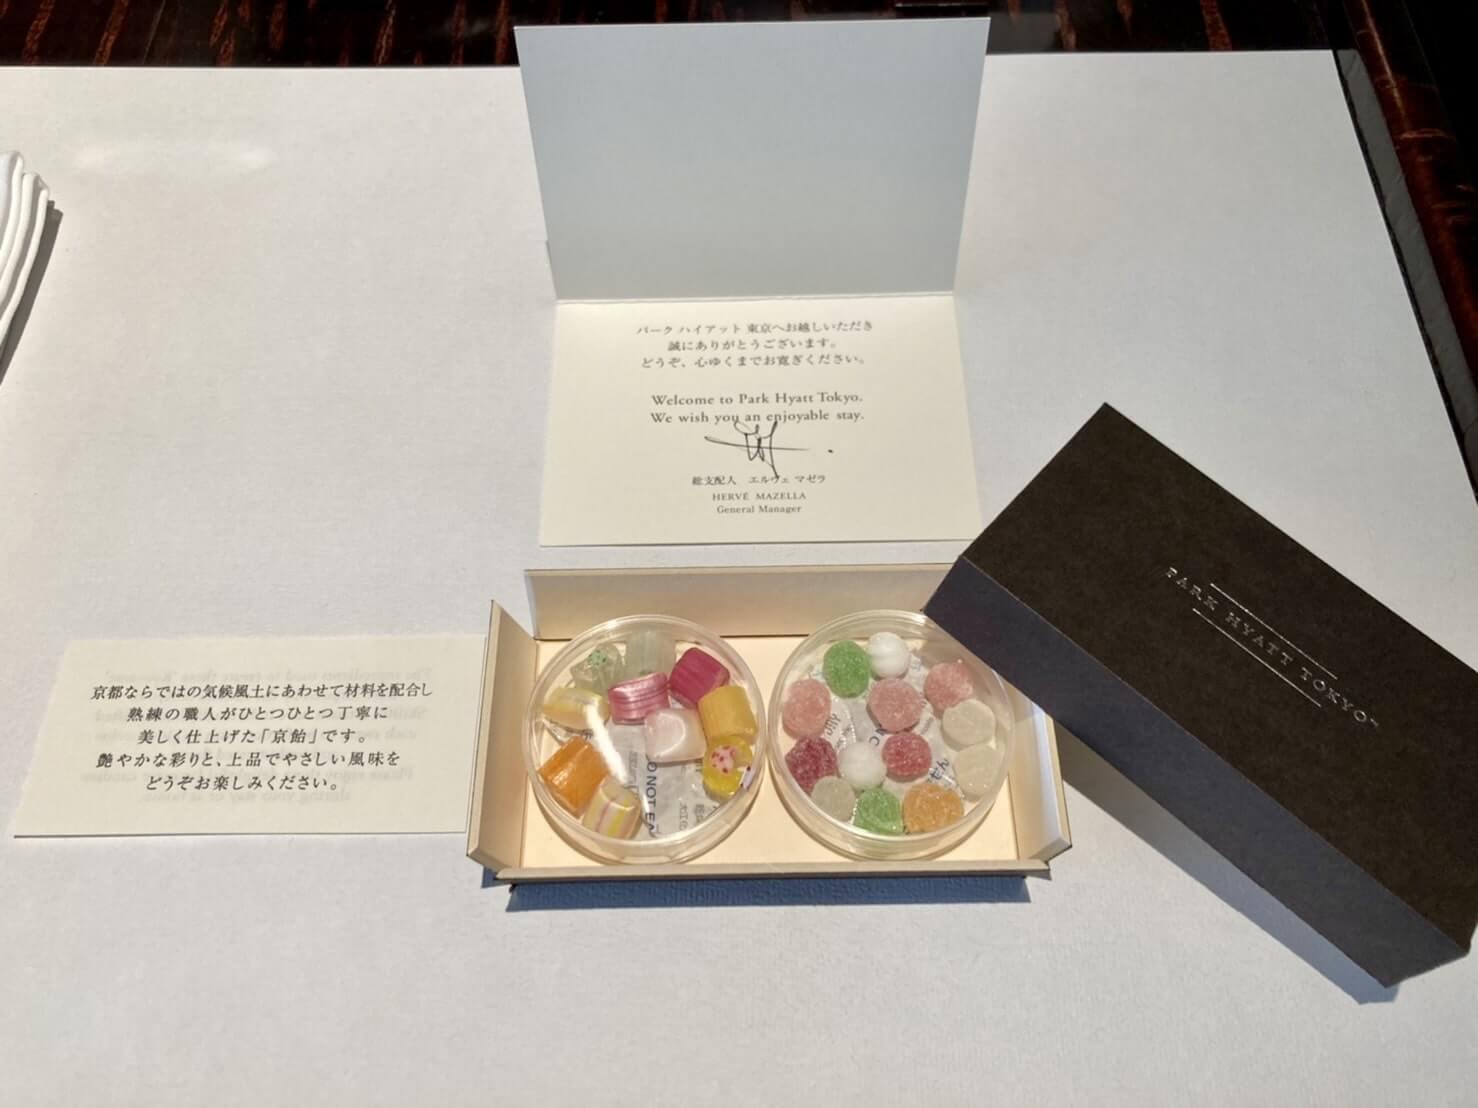 パーク ハイアット 東京へお越しいただき
誠にありがとうございます。
どうぞ、心ゆくまでお寛ぎください。
Welcome to Park Hyatt Tokyo.
We wish you an enjoyable stay.
総支配人 エルヴェ マゼラ
HERVÉ MAZELLA
General Manager
京都ならではの気候風土にあわせて材料を配合し
熟練の職人がひとつひとつ丁寧に
美しく仕上げた「京飴」です。
艶やかな彩りと、上品でやさしい風味を
どうぞお楽しみください。
PARK HYATT TOKYO™
DO NOT EA